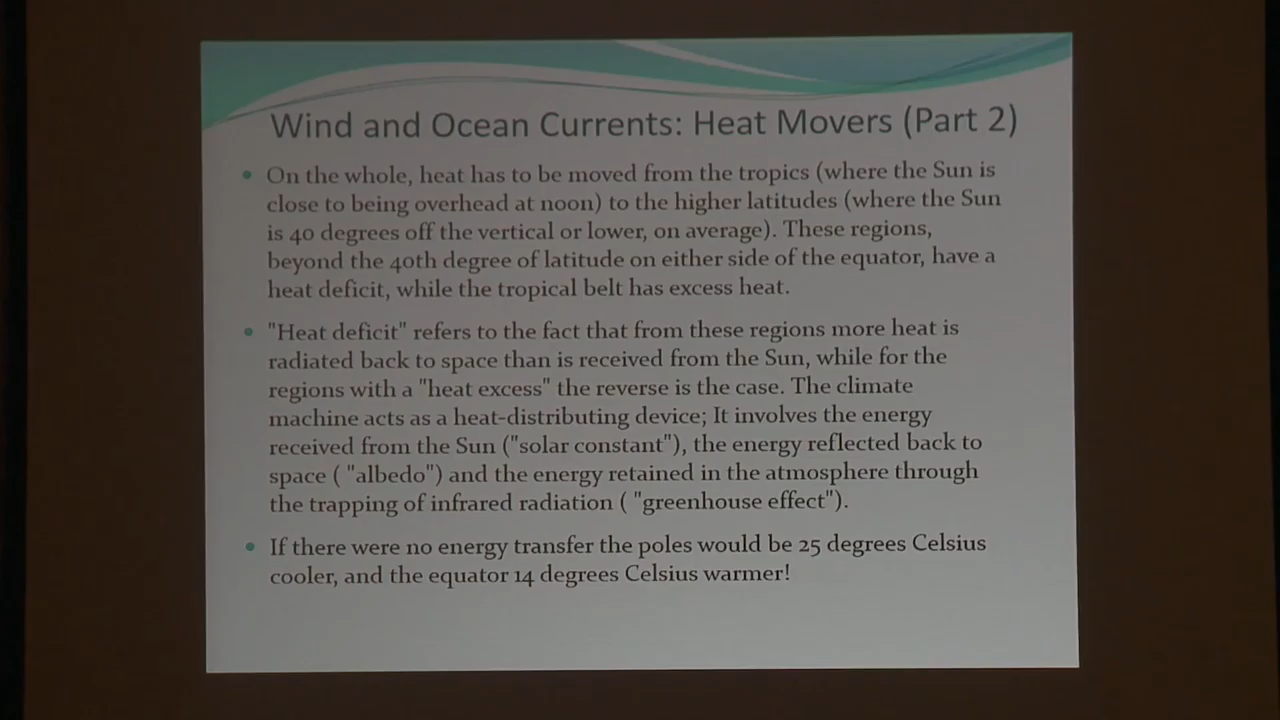 Wind and Ocean Currents: Heat Movers (Part 2)
• On the whole, heat has to be moved from the tropics (where the Sun is
close to being overhead at noon) to the higher latitudes (where the Sun
is 40 degrees off the vertical or lower, on average). These regions,
beyond the 40th degree of latitude on either side of the equator, have a
heat deficit, while the tropical belt has excess heat.
• "Heat deficit" refers to the fact that from these regions more heat is
radiated back to space than is received from the Sun, while for the
regions with a "heat excess" the reverse is the case. The climate
machine acts as a heat-distributing device; It involves the energy
received from the Sun ("solar constant"), the energy reflected back to
space ( "albedo") and the energy retained in the atmosphere through
the trapping of infrared radiation ( "greenhouse effect").
• If there were no energy transfer the poles would be 25 degrees Celsius
cooler, and the equator 14 degrees Celsius warmer!